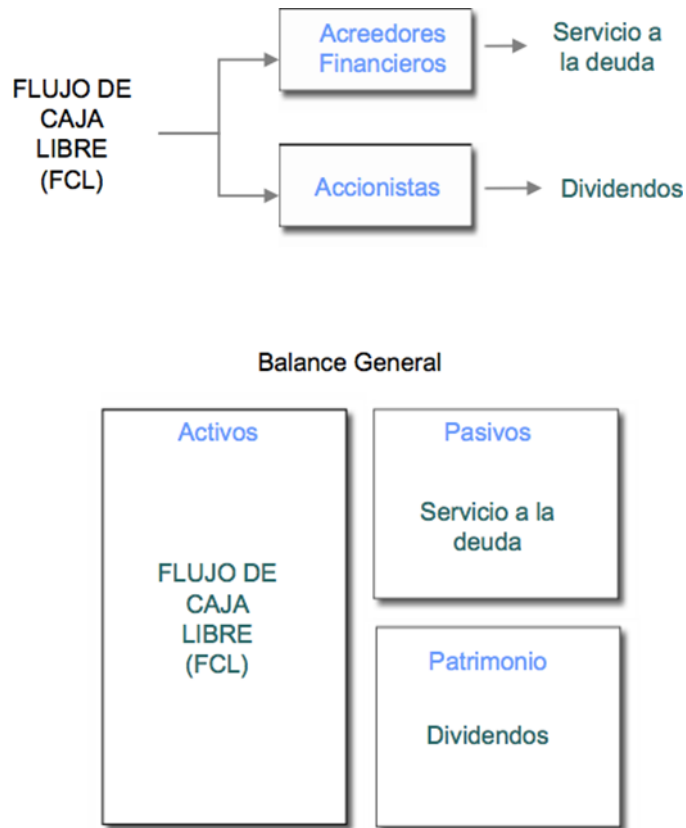 FLUJO DE
CAJA
LIBRE
(FCL)
Acreedores
Financieros
Servicio a
la deuda
Accionistas
Dividendos
Balance General
Activos
FLUJO DE
CAJA
LIBRE
(FCL)
Pasivos
Servicio a la
deuda
Patrimonio
Dividendos